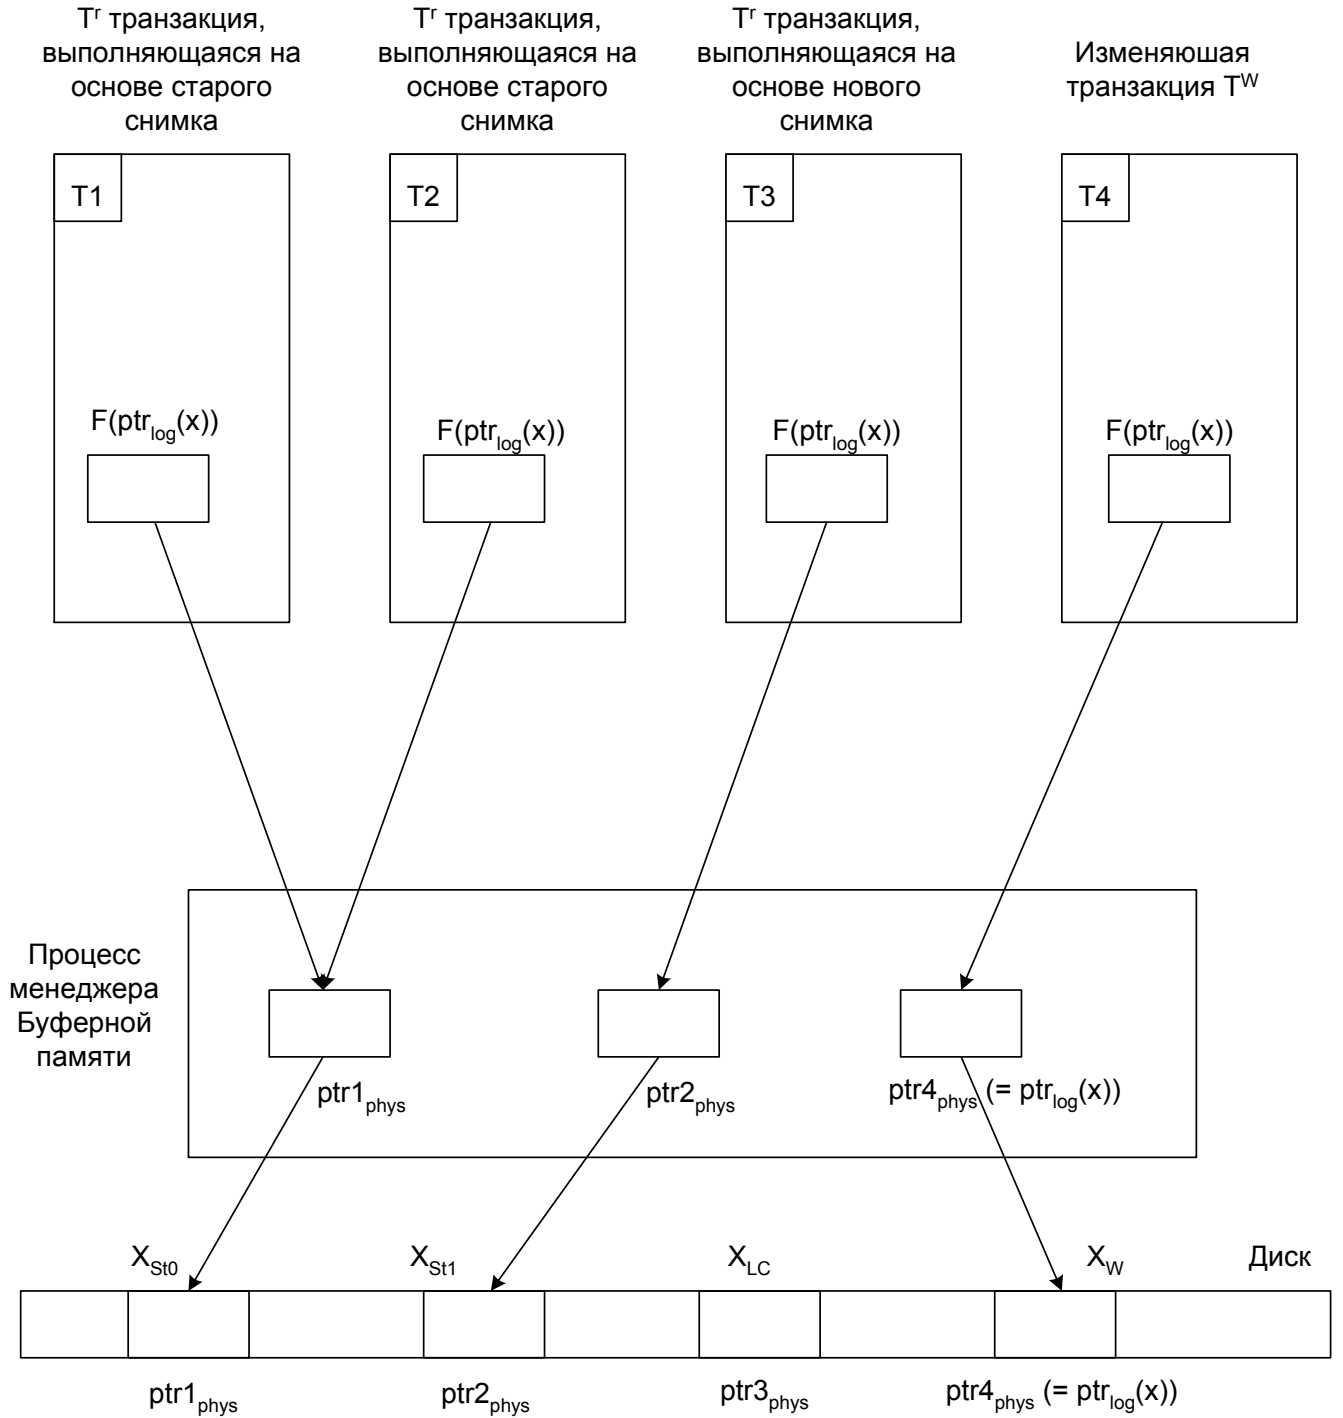 Tʳ транзакция,
выполняющаяся на
основе старого
снимка
Tʳ транзакция,
выполняющаяся на
основе старого
снимка
Tʳ транзакция,
выполняющаяся на
основе нового
снимка
Изменяюшая
транзакция Tᵂ
T1
T2
T3
T4
F(ptr_log(x))
F(ptr_log(x))
F(ptr_log(x))
F(ptr_log(x))
Процесс
менеджера
Буферной
памяти
ptr1_phys
ptr2_phys
ptr4_phys (= ptr_log(x))
X_St0
X_St1
X_LC
X_W
Диск
ptr1_phys
ptr2_phys
ptr3_phys
ptr4_phys (= ptr_log(x))